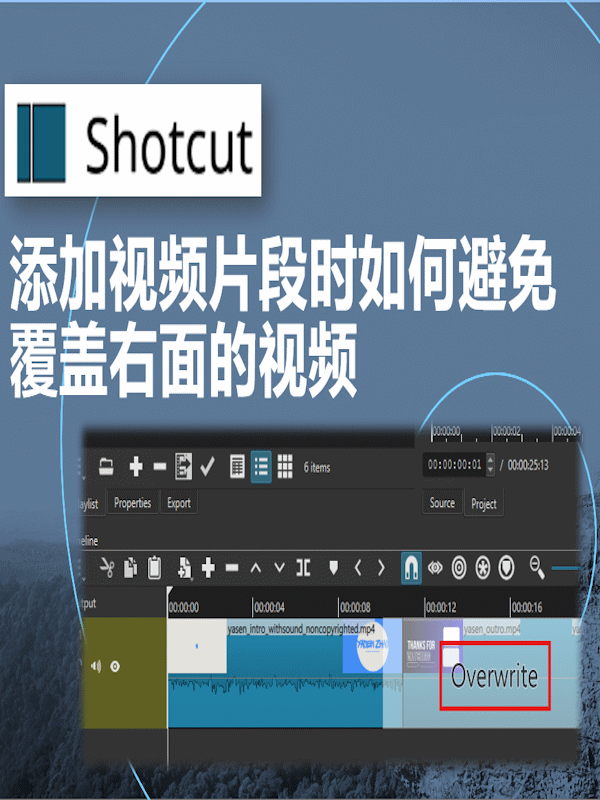 Shotcut
添加视频片段时如何避免
覆盖右面的视频
00:00:00 00:00:02 00:00:04
6 items
00:00:00:01 / 00:00:25:13
aylist Properties Export
Source Project
eline
tput
00:00:00 00:00:04 00:00:08 00:00:12 00:00:16
yasen_intro_withsound_noncopyrighted.mp4
yasen_outro.mp4
THANKS FOR
Overwrite